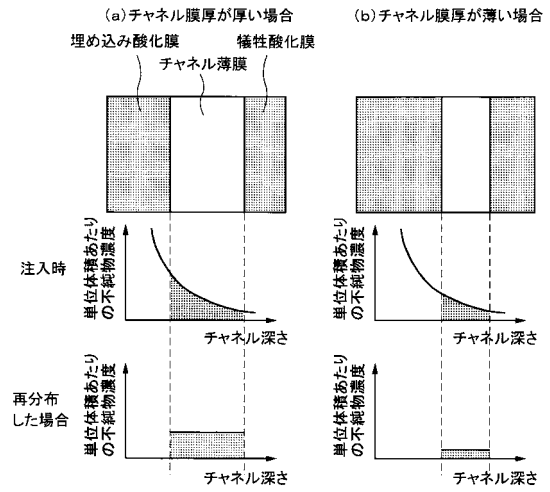 (a)チャネル膜厚が厚い場合
埋め込み酸化膜
犠牲酸化膜
チャネル薄膜
(b)チャネル膜厚が薄い場合
注入時
単位体積あたり
の不純物濃度
チャネル深さ
単位体積あたり
の不純物濃度
チャネル深さ
再分布
した場合
単位体積あたり
の不純物濃度
チャネル深さ
単位体積あたり
の不純物濃度
チャネル深さ